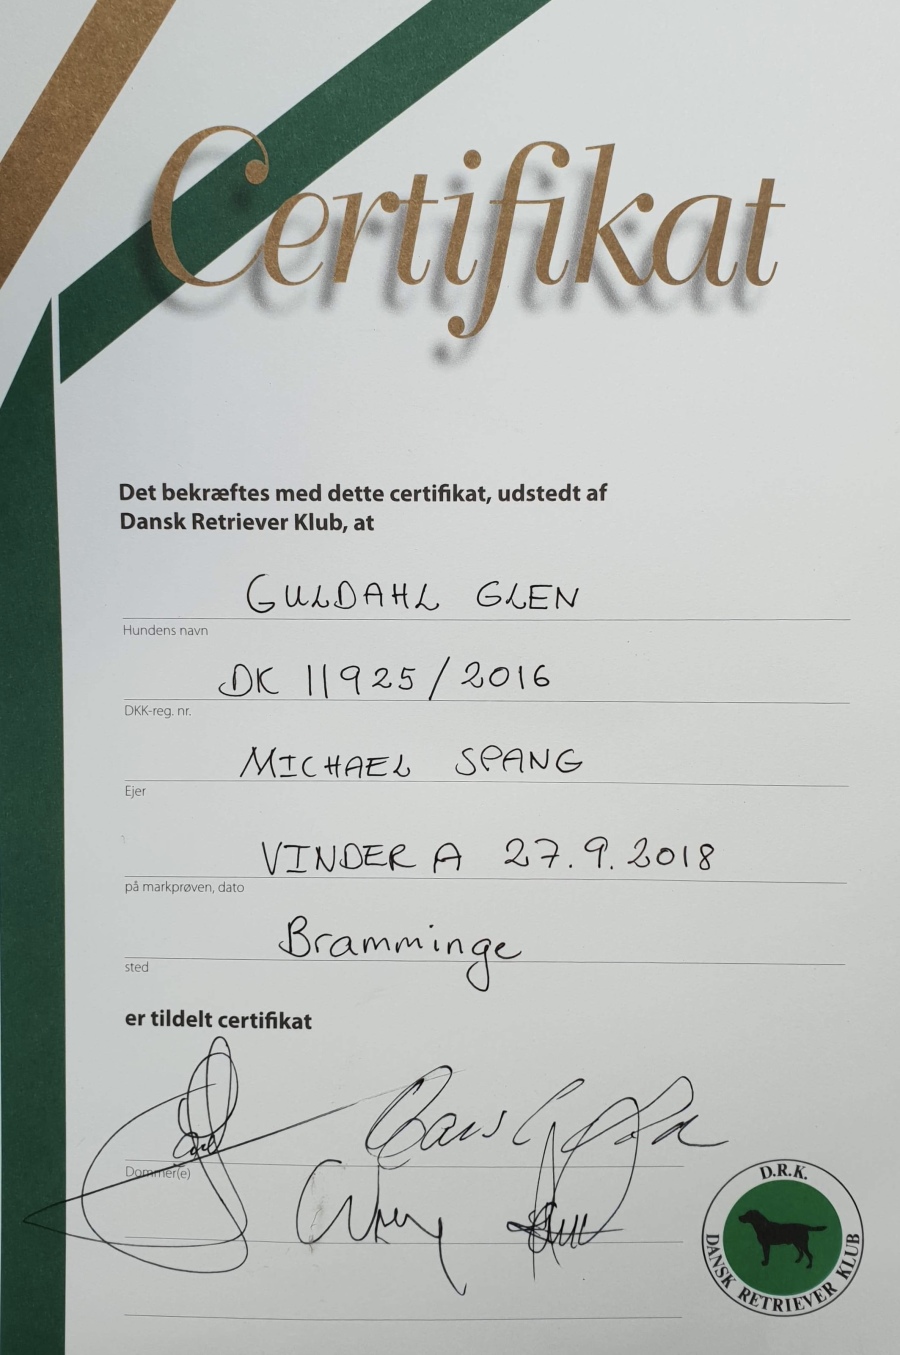 Certifikat
Det bekræftes med dette certifikat, udstedt af
Dansk Retriever Klub, at
GULDAHL GLEN
Hundens navn
DK 11925/2016
DKK-reg. nr.
MICHAEL SPANG
Ejer
VINDER A 27.9.2018
på markprøven, dato
Bramminge
sted
er tildelt certifikat
Dommer(e)
D.R.K.
DANSK RETRIEVER KLUB